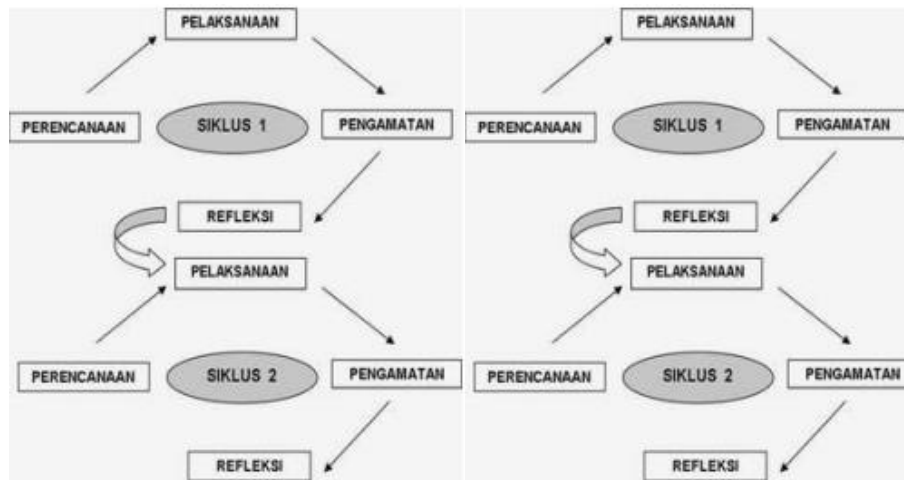 PELAKSANAAN
PERENCANAAN
SIKLUS 1
PENGAMATAN
REFLEKSI
PELAKSANAAN
PERENCANAAN
SIKLUS 2
PENGAMATAN
REFLEKSI
PELAKSANAAN
PERENCANAAN
SIKLUS 1
PENGAMATAN
REFLEKSI
PELAKSANAAN
PERENCANAAN
SIKLUS 2
PENGAMATAN
REFLEKSI